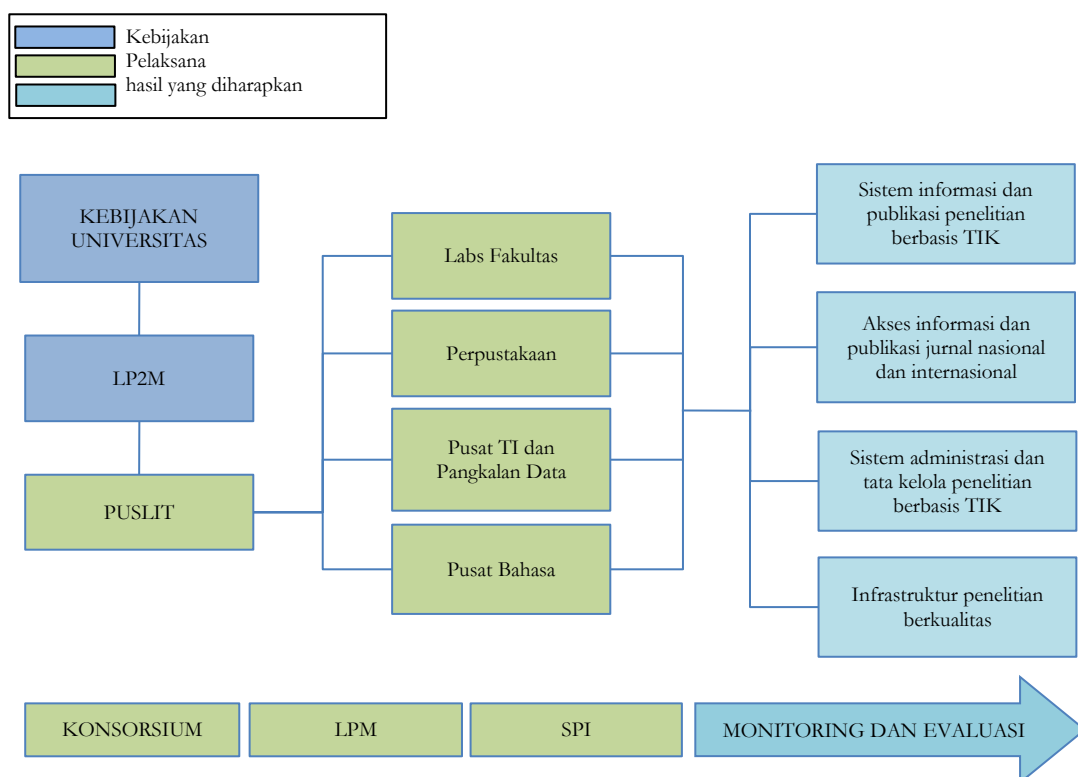 Kebijakan
Pelaksana
hasil yang diharapkan
KEBIJAKAN
UNIVERSITAS
LP2M
PUSLIT
Labs Fakultas
Perpustakaan
Pusat TI dan
Pangkalan Data
Pusat Bahasa
Sistem informasi dan
publikasi penelitian
berbasis TIK
Akses informasi dan
publikasi jurnal nasional
dan internasional
Sistem administrasi dan
tata kelola penelitian
berbasis TIK
Infrastruktur penelitian
berkualitas
KONSORSIUM
LPM
SPI
MONITORING DAN EVALUASI